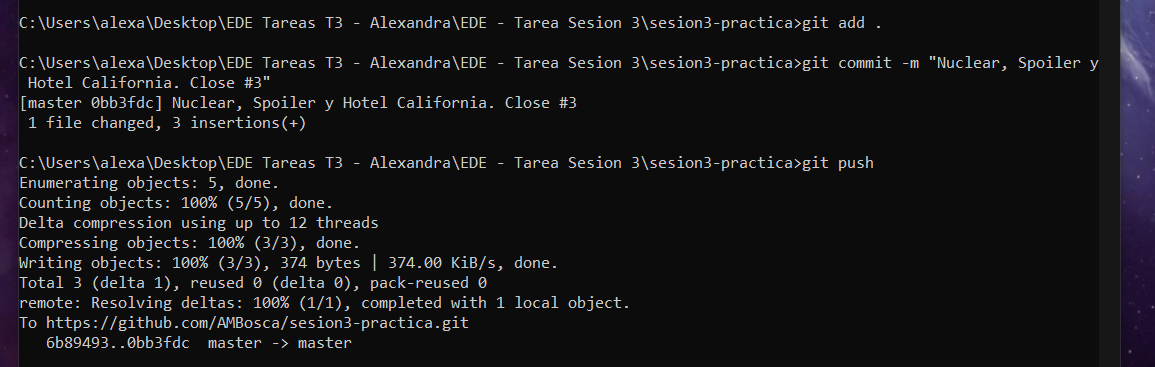 C:\Users\alexa\Desktop\EDE Tareas T3 - Alexandra\EDE - Tarea Sesion 3\sesion3-practica>git add .
C:\Users\alexa\Desktop\EDE Tareas T3 - Alexandra\EDE - Tarea Sesion 3\sesion3-practica>git commit -m "Nuclear, Spoiler y
Hotel California. Close #3"
[master 0bb3fdc] Nuclear, Spoiler y Hotel California. Close #3
1 file changed, 3 insertions(+)
C:\Users\alexa\Desktop\EDE Tareas T3 - Alexandra\EDE - Tarea Sesion 3\sesion3-practica>git push
Enumerating objects: 5, done.
Counting objects: 100% (5/5), done.
Delta compression using up to 12 threads
Compressing objects: 100% (3/3), done.
Writing objects: 100% (3/3), 374 bytes | 374.00 KiB/s, done.
Total 3 (delta 1), reused 0 (delta 0), pack-reused 0
remote: Resolving deltas: 100% (1/1), completed with 1 local object.
To https://github.com/AMBosca/sesion3-practica.git
6b89493..0bb3fdc  master -> master